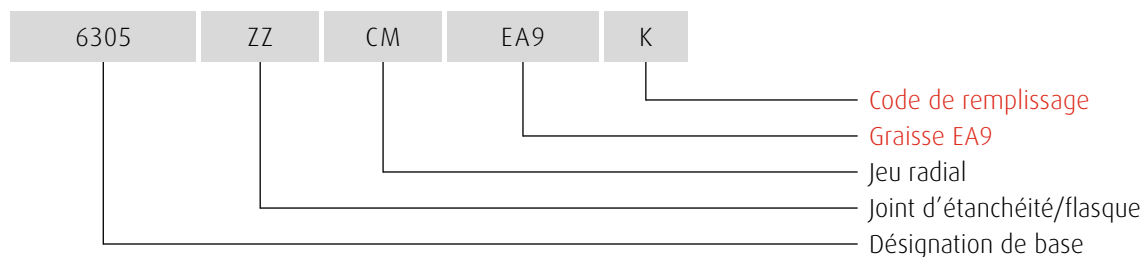 6305 ZZ CM EA9 K
Code de remplissage
Graisse EA9
Jeu radial
Joint d’étanchéité/flasque
Désignation de base